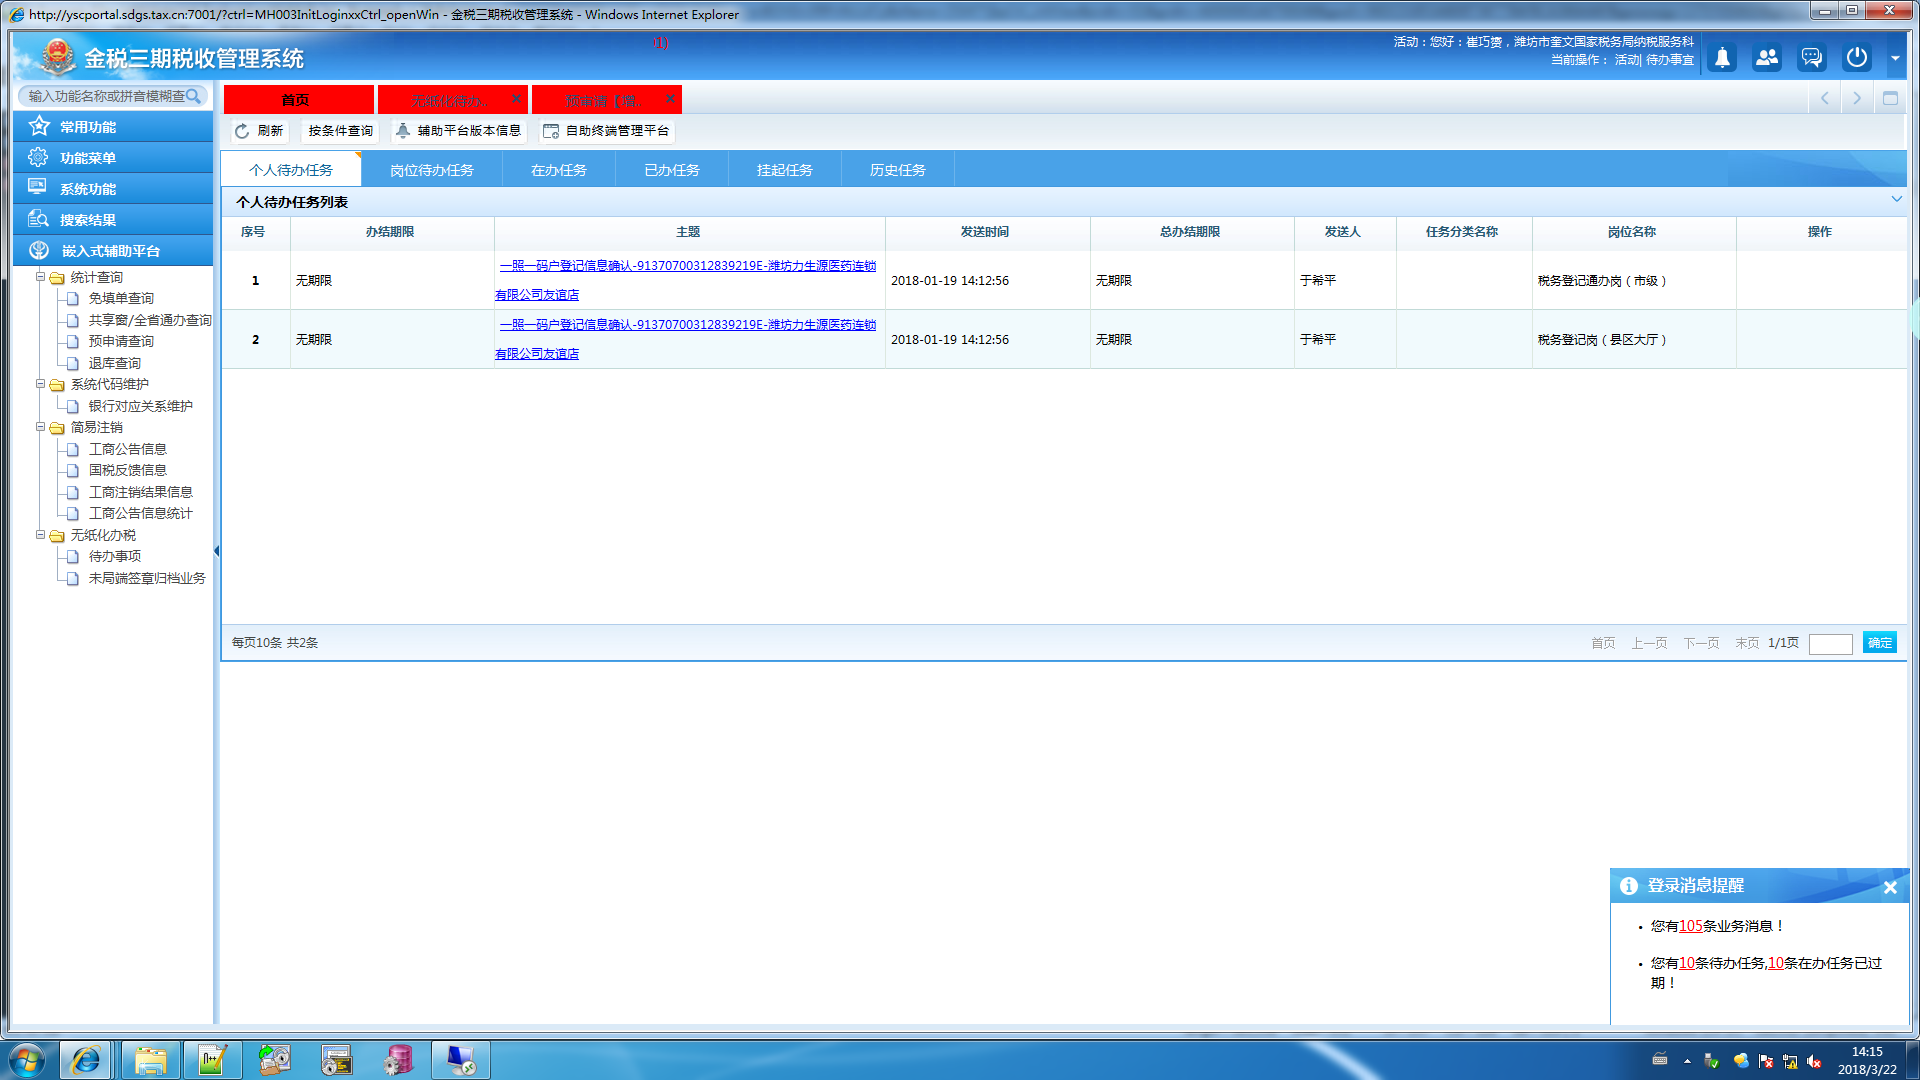 http://yscportal.sdgs.tax.cn:7001/?ctrl=MH003InitLoginxxCtrl_openWin - 金税三期税收管理系统 - Windows Internet Explorer
金税三期税收管理系统
(1)
活动：您好：崔巧赟，潍坊市奎文国家税务局纳税服务科
当前操作： 活动| 待办事宜
输入功能名称或拼音模糊查
首页
无纸化待办..
常用功能
功能菜单
系统功能
搜索结果
嵌入式辅助平台
统计查询
免填单查询
共享窗/全省通办查询
预申请查询
退库查询
系统代码维护
银行对应关系维护
简易注销
工商公告信息
国税反馈信息
工商注销结果信息
工商公告信息统计
无纸化办税
待办事项
未局端签章归档业务
刷新 按条件查询 辅助平台版本信息 自助终端管理平台
个人待办任务 岗位待办任务 在办任务 已办任务 挂起任务 历史任务
个人待办任务列表
序号 办结期限 主题 发送时间 总办结期限 发送人 任务分类名称 岗位名称 操作
1 无期限 一照一码户登记信息确认-91370700312839219E-潍坊力生源医药连锁有限公司友谊店 2018-01-19 14:12:56 无期限 于希平 税务登记通办岗（市级）
2 无期限 一照一码户登记信息确认-91370700312839219E-潍坊力生源医药连锁有限公司友谊店 2018-01-19 14:12:56 无期限 于希平 税务登记岗（县区大厅）
每页10条 共2条
首页 上一页 下一页 末页 1/1页 确定
登录消息提醒
您有105条业务消息！
您有10条待办任务,10条在办任务已过
期！
14:15
2018/3/22